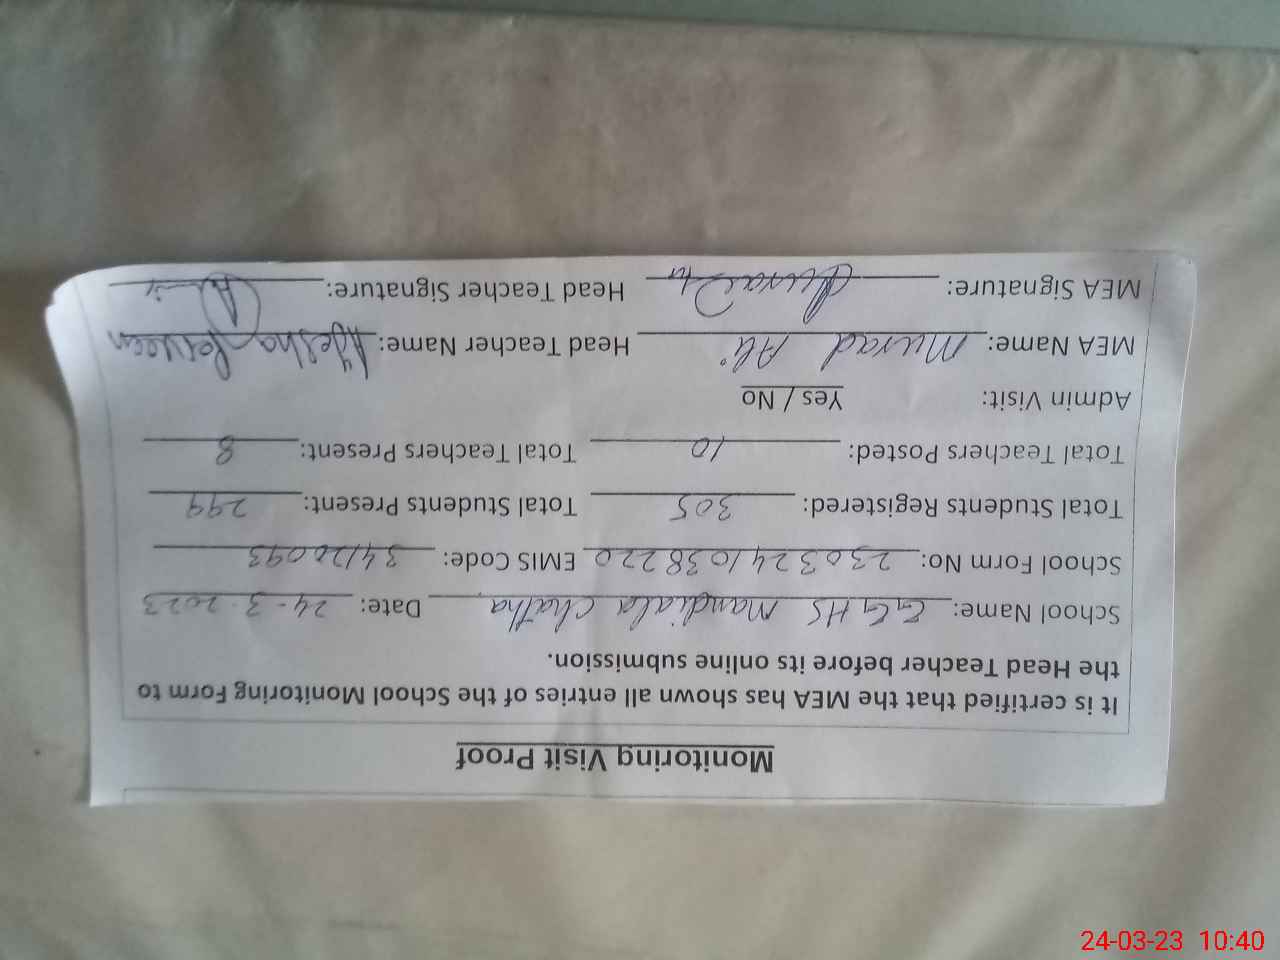 Monitoring Visit Proof
It is certified that the MEA has shown all entries of the School Monitoring Form to
the Head Teacher before its online submission.
School Name: GGHS Mandiala Chatha Date: 24-3-2023
School Form No: 2303241038220 EMIS Code: 34120093
Total Students Registered: 305 Total Students Present: 299
Total Teachers Posted: 10 Total Teachers Present: 8
Admin Visit: Yes / No
MEA Name: Murad Ali Head Teacher Name: Ayesha Perveen
MEA Signature: Head Teacher Signature:
24-03-23 10:40